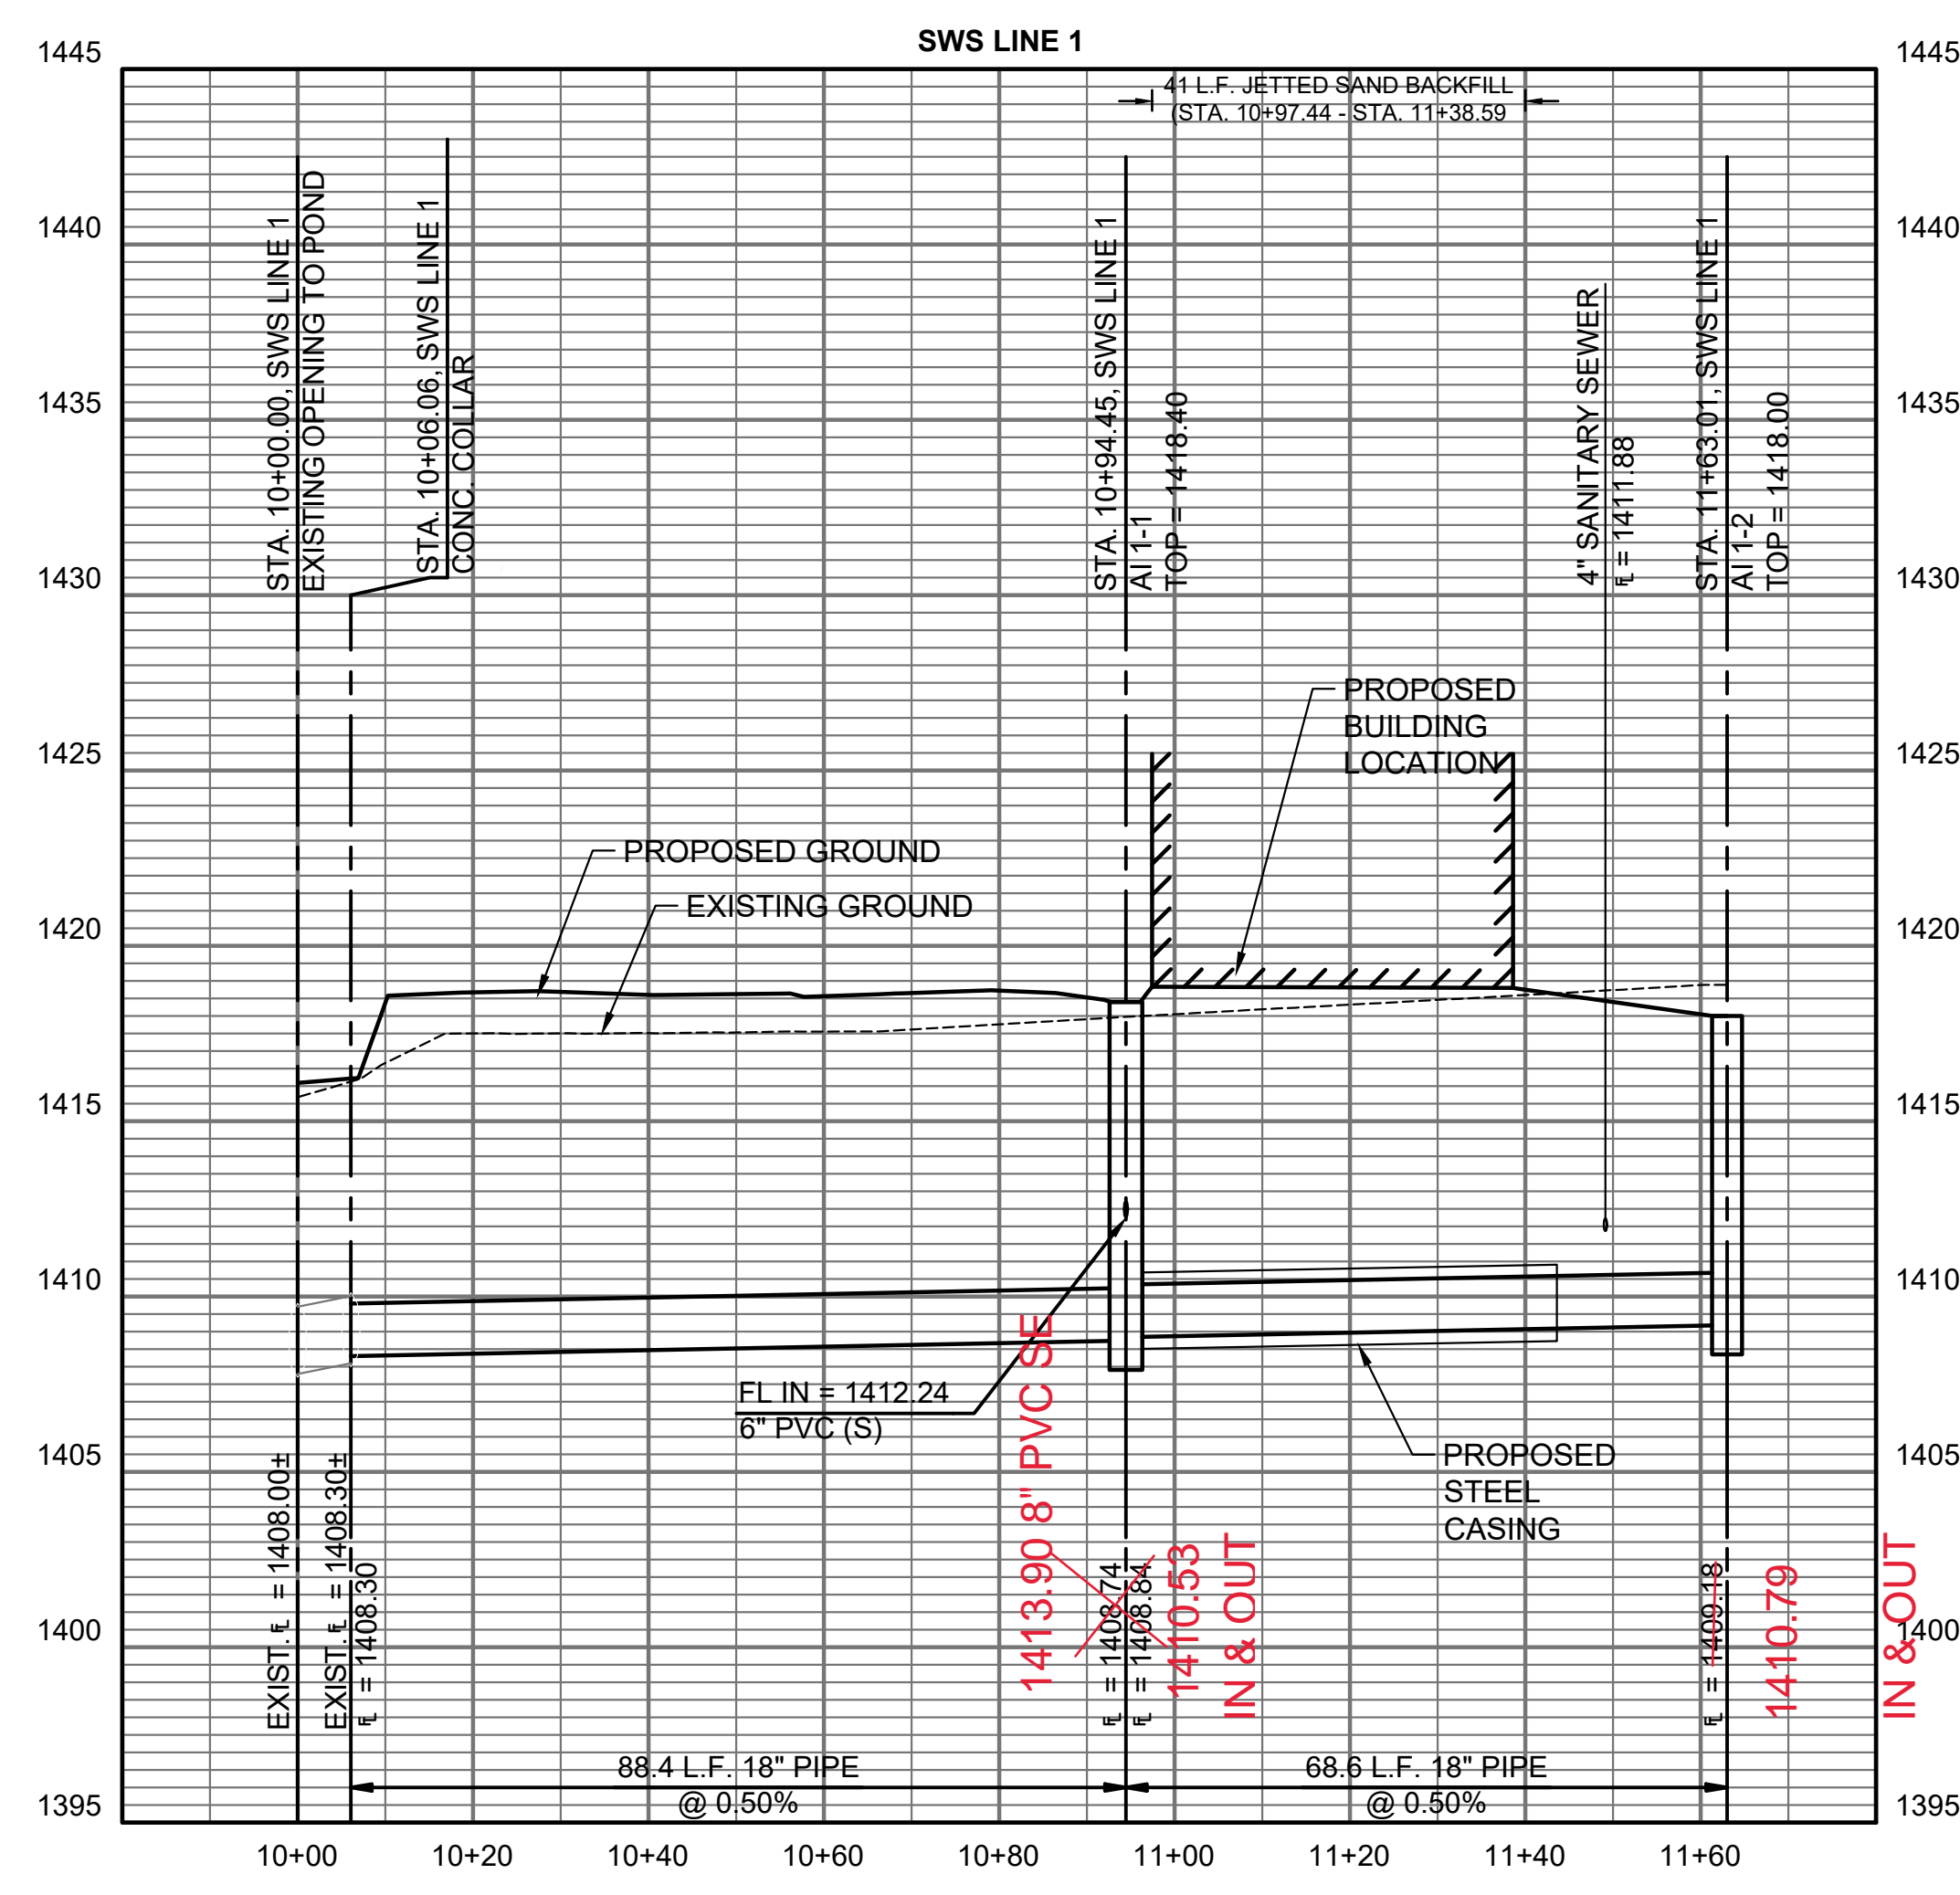 SWS LINE 1
1445
1445
41 L.F. JETTED SAND BACKFILL
(STA. 10+97.44 - STA. 11+38.59
1440
1440
1435
1435
1430
1430
1425
1425
1420
1420
1415
1415
1410
1410
1405
1405
1400
1400
1395
1395
STA. 10+00.00, SWS LINE 1
EXISTING OPENING TO POND
STA. 10+06.06, SWS LINE 1
CONC. COLLAR
STA. 10+94.45, SWS LINE 1
AI 1-1
TOP = 1418.40
4" SANITARY SEWER
FL = 1411.88
STA. 11+63.01, SWS LINE 1
AI 1-2
TOP = 1418.00
PROPOSED
BUILDING
LOCATION
PROPOSED GROUND
EXISTING GROUND
FL IN = 1412.24
6" PVC (S)
PROPOSED
STEEL
CASING
EXIST. FL = 1408.00±
EXIST. FL = 1408.30±
FL = 1408.30
1413.90 8" PVC SE
FL = 1408.74
FL = 1408.84
1410.53
IN & OUT
FL = 1409.18
1410.79
IN & OUT
88.4 L.F. 18" PIPE
@ 0.50%
68.6 L.F. 18" PIPE
@ 0.50%
10+00
10+20
10+40
10+60
10+80
11+00
11+20
11+40
11+60